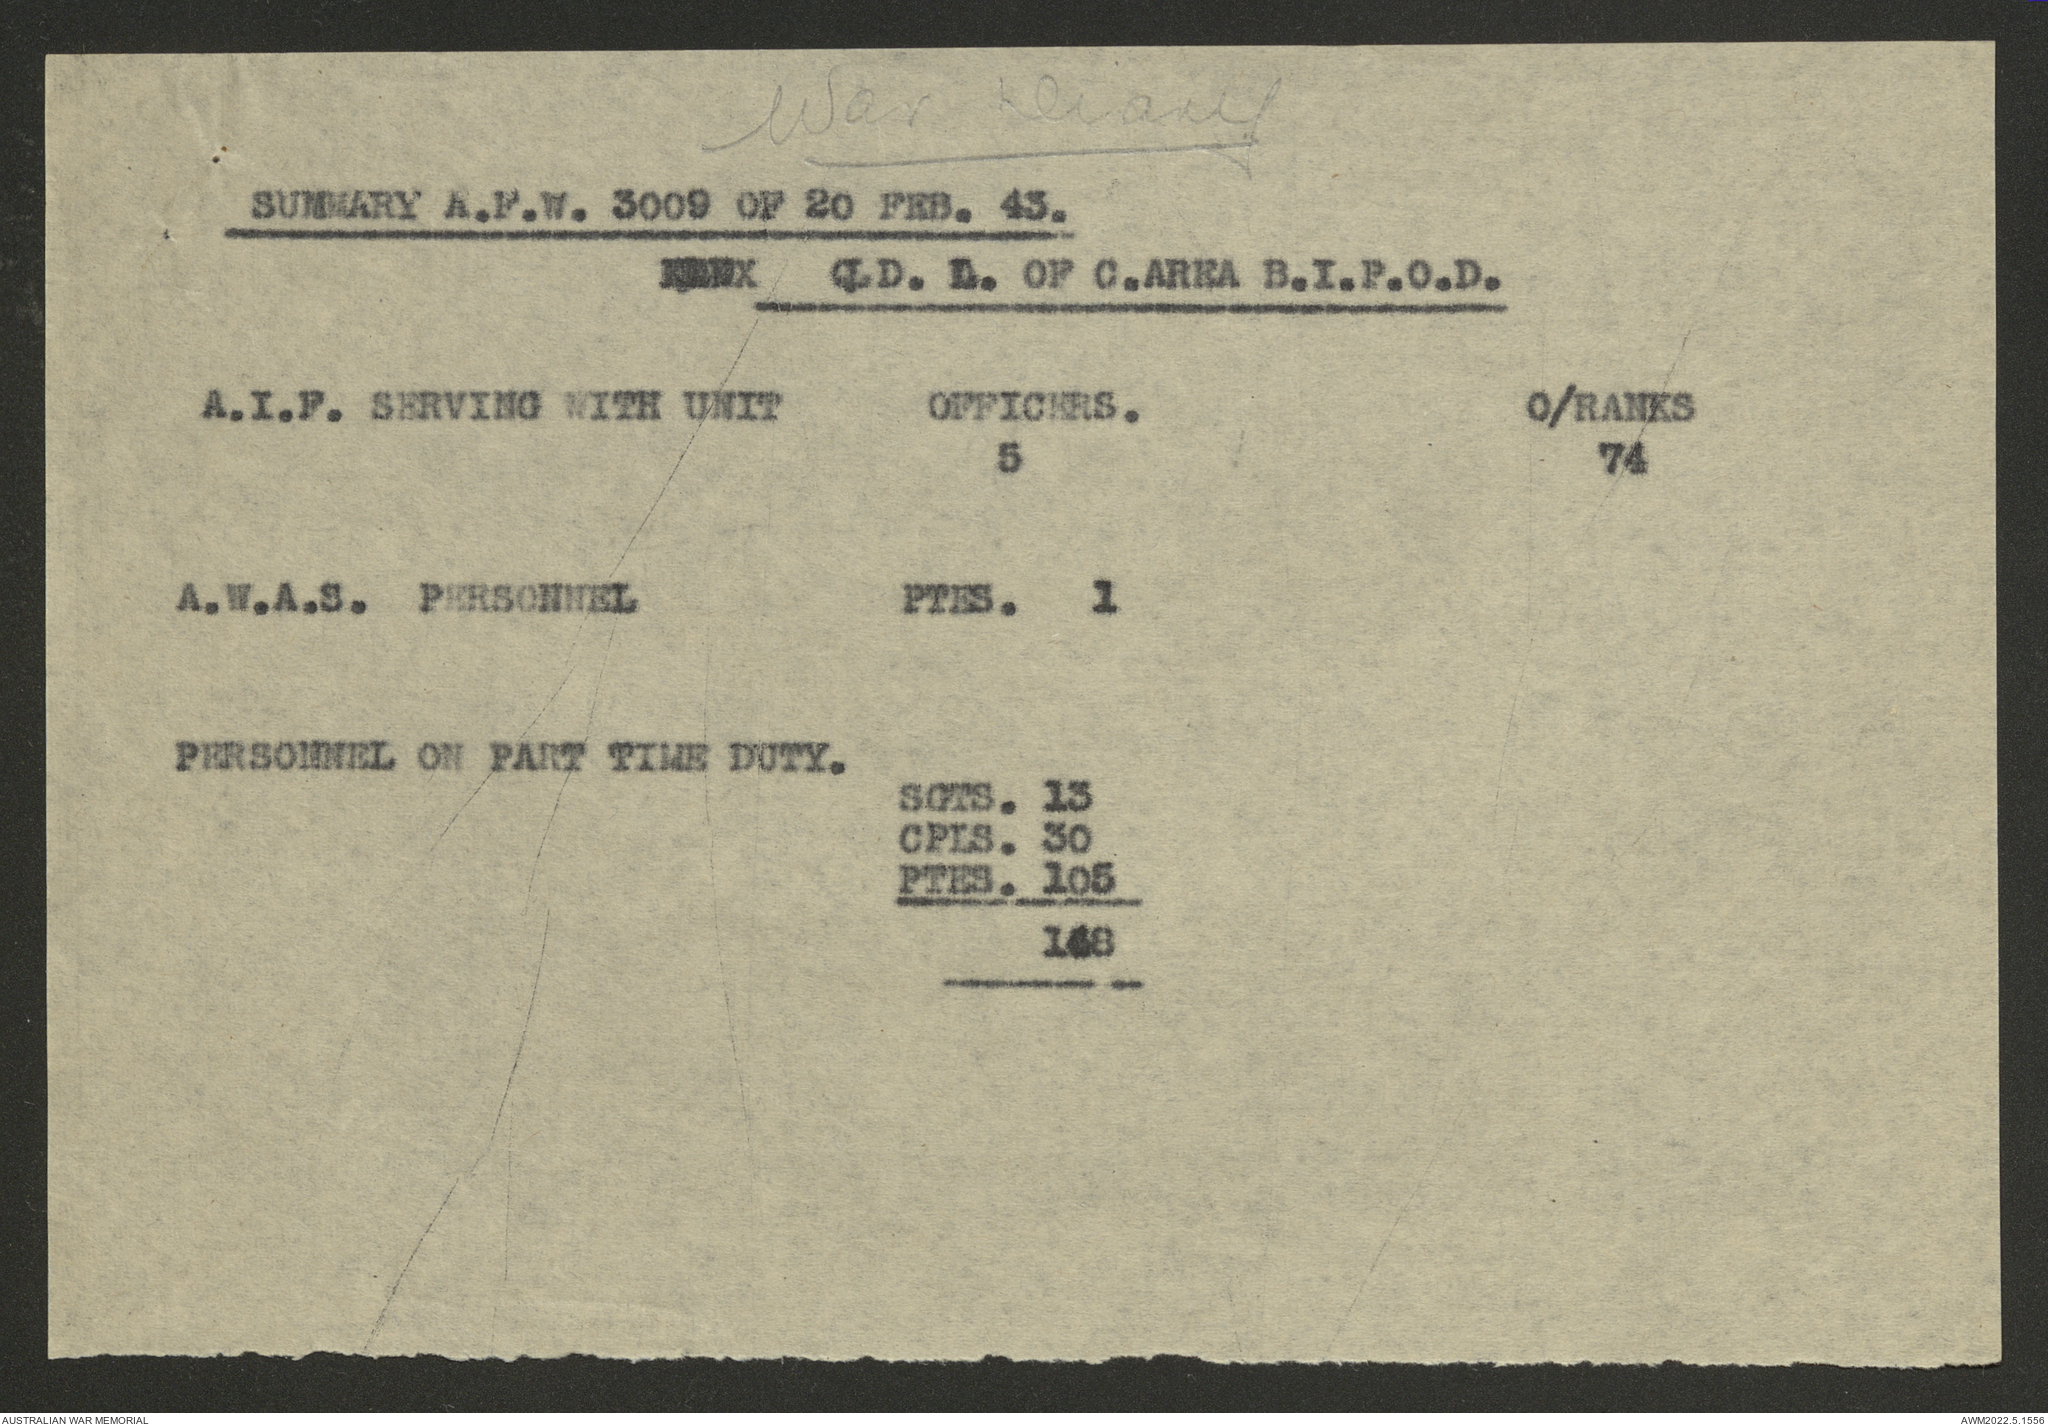 War Diary
SUMMARY A.F.W. 3009 OF 20 FEB. 43.
QLD. L. OF C.AREA B.I.P.O.D.
A.I.F. SERVING WITH UNIT OFFICERS. O/RANKS
5 74
A.W.A.S. PERSONNEL PTES. 1
PERSONNEL ON PART TIME DUTY.
SGTS. 13
CPLS. 30
PTES. 105
148
AUSTRALIAN WAR MEMORIAL AWM2022.5.1556